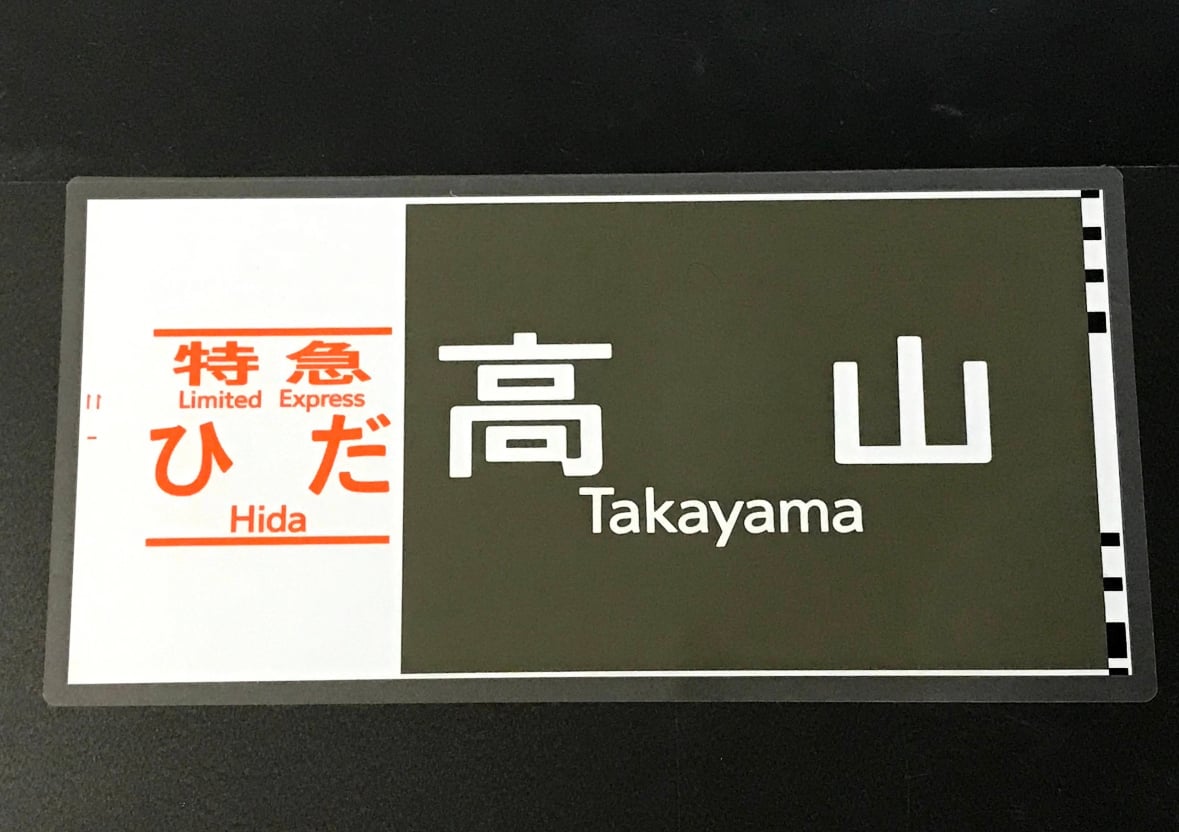 特急
Limited Express
ひだ
Hida
高山
Takayama